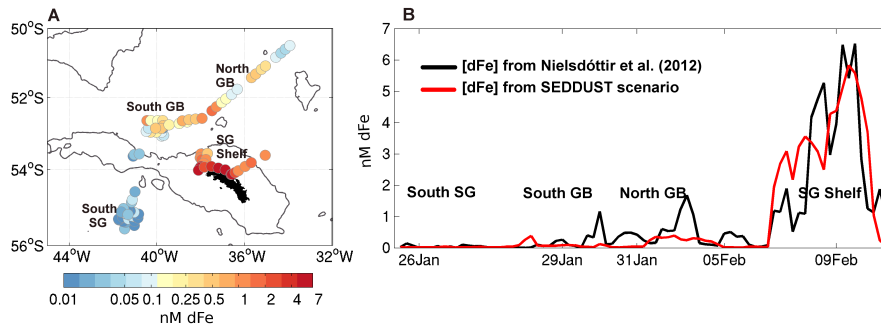 A
50°S
52°S
54°S
56°S
44°W
40°W
36°W
32°W
North
GB
South GB
SG
Shelf
South
SG
0.01
0.05
0.1
0.25
0.5
1
2
4
7
nM dFe
B
nM dFe
7
6
5
4
3
2
1
0
[dFe] from Nielsdóttir et al. (2012)
[dFe] from SEDDUST scenario
South SG
South GB
North GB
SG Shelf
26Jan
29Jan
31Jan
05Feb
09Feb